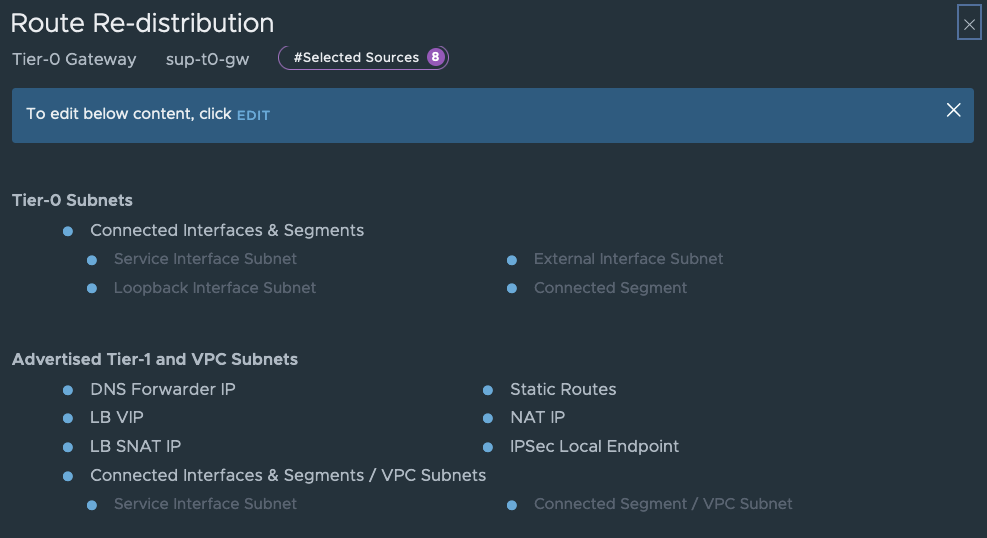 Route Re-distribution
Tier-0 Gateway sup-t0-gw #Selected Sources 8
To edit below content, click EDIT
Tier-0 Subnets
Connected Interfaces & Segments
Service Interface Subnet External Interface Subnet
Loopback Interface Subnet Connected Segment
Advertised Tier-1 and VPC Subnets
DNS Forwarder IP Static Routes
LB VIP NAT IP
LB SNAT IP IPSec Local Endpoint
Connected Interfaces & Segments / VPC Subnets
Service Interface Subnet Connected Segment / VPC Subnet